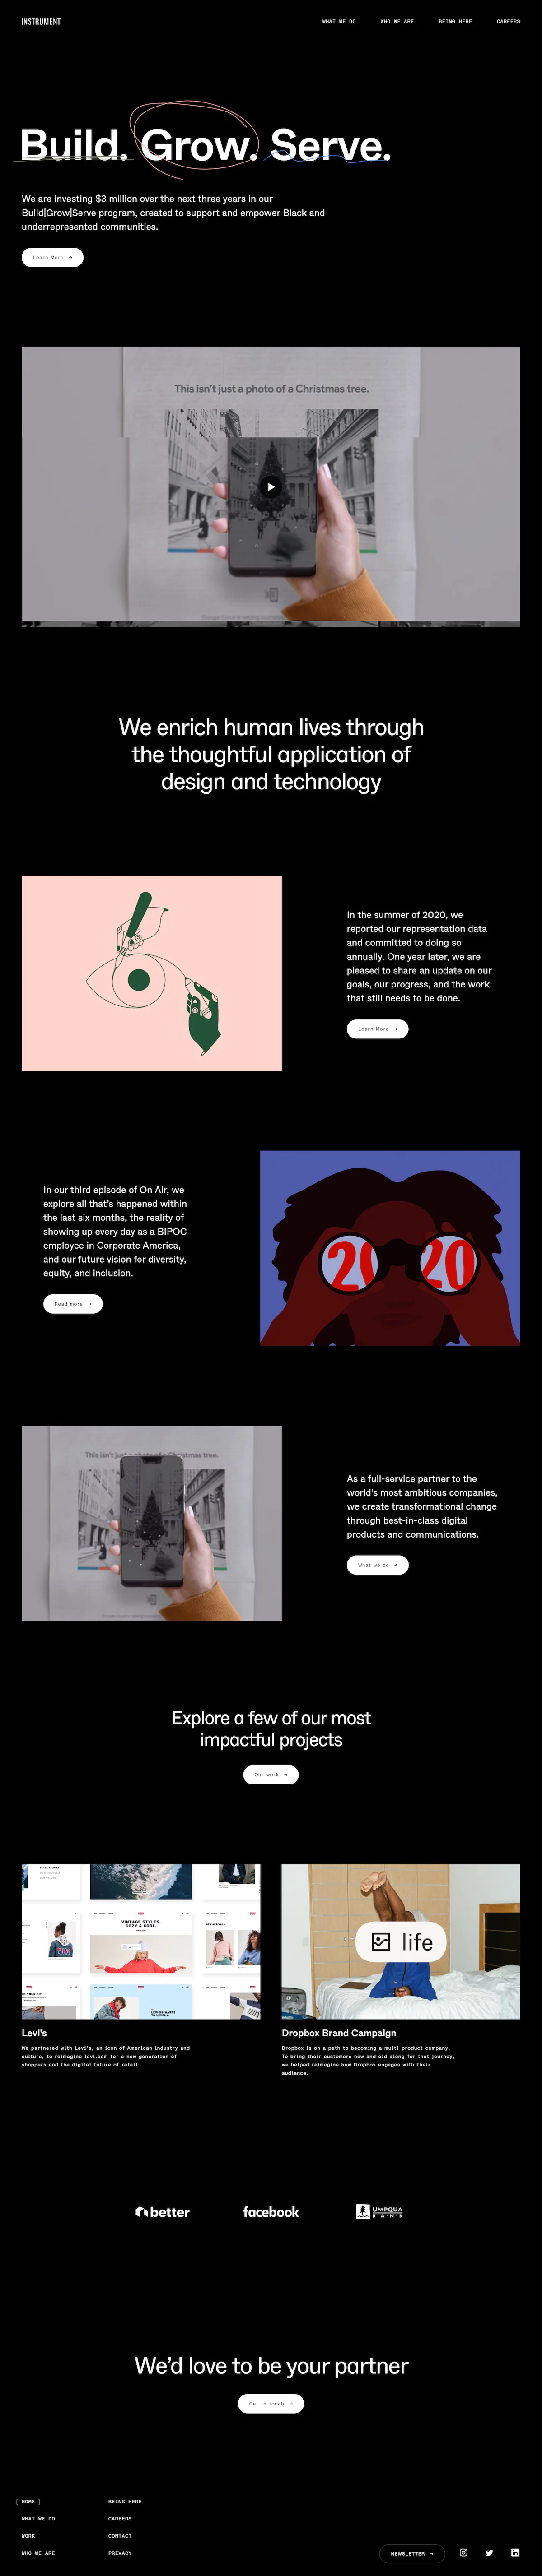 INSTRUMENT
WHAT WE DO
WHO WE ARE
BEING HERE
CAREERS
Build. Grow. Serve.
We are investing $3 million over the next three years in our
Build|Grow|Serve program, created to support and empower Black and
underrepresented communities.
Learn More →
This isn't just a photo of a Christmas tree.
We enrich human lives through
the thoughtful application of
design and technology
In the summer of 2020, we
reported our representation data
and committed to doing so
annually. One year later, we are
pleased to share an update on our
goals, our progress, and the work
that still needs to be done.
Learn More →
In our third episode of On Air, we
explore all that's happened within
the last six months, the reality of
showing up every day as a BIPOC
employee in Corporate America,
and our future vision for diversity,
equity, and inclusion.
Read more →
20 20
This isn't just a photo of a Christmas tree.
As a full-service partner to the
world's most ambitious companies,
we create transformational change
through best-in-class digital
products and communications.
What we do →
Explore a few of our most
impactful projects
Our work →
VINTAGE STYLES.
COZY & COOL.
NEW ARRIVALS
life
Levi's
We partnered with Levi's, an icon of American industry and
culture, to reimagine levi.com for a new generation of
shoppers and the digital future of retail.
Dropbox Brand Campaign
Dropbox is on a path to becoming a multi-product company.
To bring their customers new and old along for that journey,
we helped reimagine how Dropbox engages with their
audience.
better
facebook
UMPQUA
B·A·N·K
We'd love to be your partner
Get in touch →
[ HOME ]
WHAT WE DO
WORK
WHO WE ARE
BEING HERE
CAREERS
CONTACT
PRIVACY
NEWSLETTER →